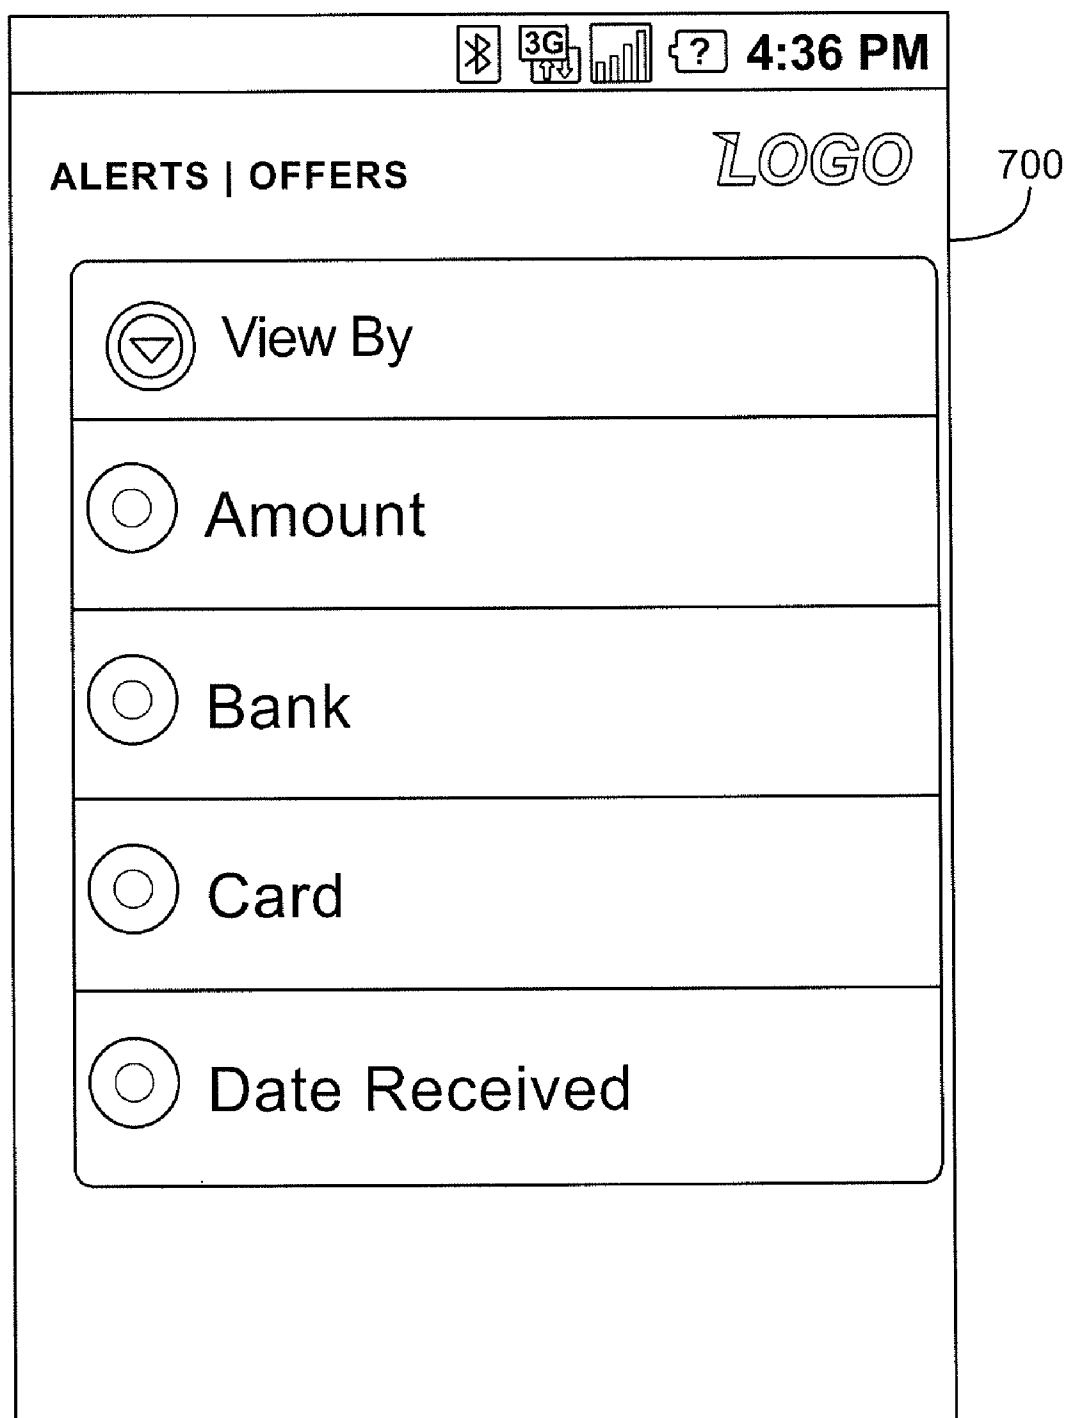 3G ? 4:36 PM
ALERTS | OFFERS
LOGO
700
View By
Amount
Bank
Card
Date Received